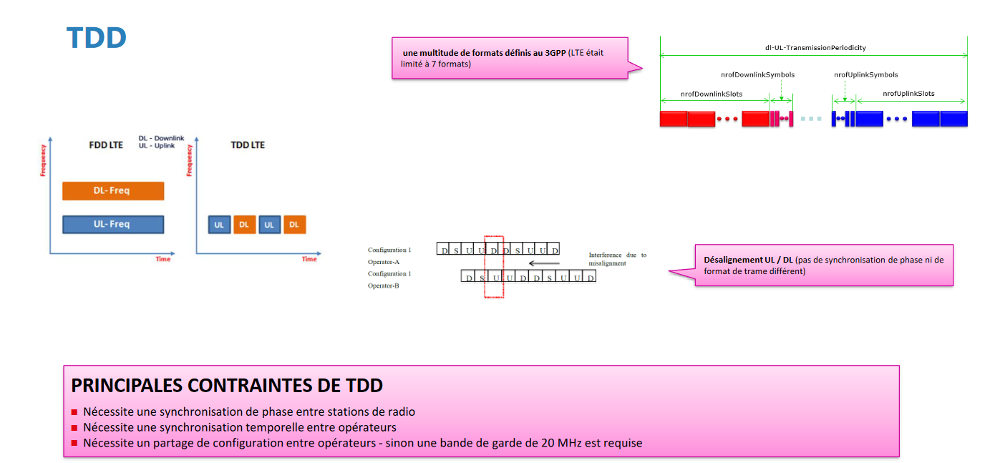 TDD
une multitude de formats définis au 3GPP (LTE était
limité à 7 formats)
dl-UL-TransmissionPeriodicity
nrofDownlinkSymbols
nrofUplinkSymbols
nrofDownlinkSlots
nrofUplinkSlots
FDD LTE
DL - Downlink
UL - Uplink
TDD LTE
Frequency
DL- Freq
UL- Freq
Time
Frequency
UL DL UL DL
Time
Configuration 1
Operator-A
D S U U D D S U U D
Configuration 1
Operator-B
D S U U D D S U U D
Interference due to
misalignment
Désalignement UL / DL (pas de synchronisation de phase ni de
format de trame différent)
PRINCIPALES CONTRAINTES DE TDD
Nécessite une synchronisation de phase entre stations de radio
Nécessite une synchronisation temporelle entre opérateurs
Nécessite un partage de configuration entre opérateurs - sinon une bande de garde de 20 MHz est requise